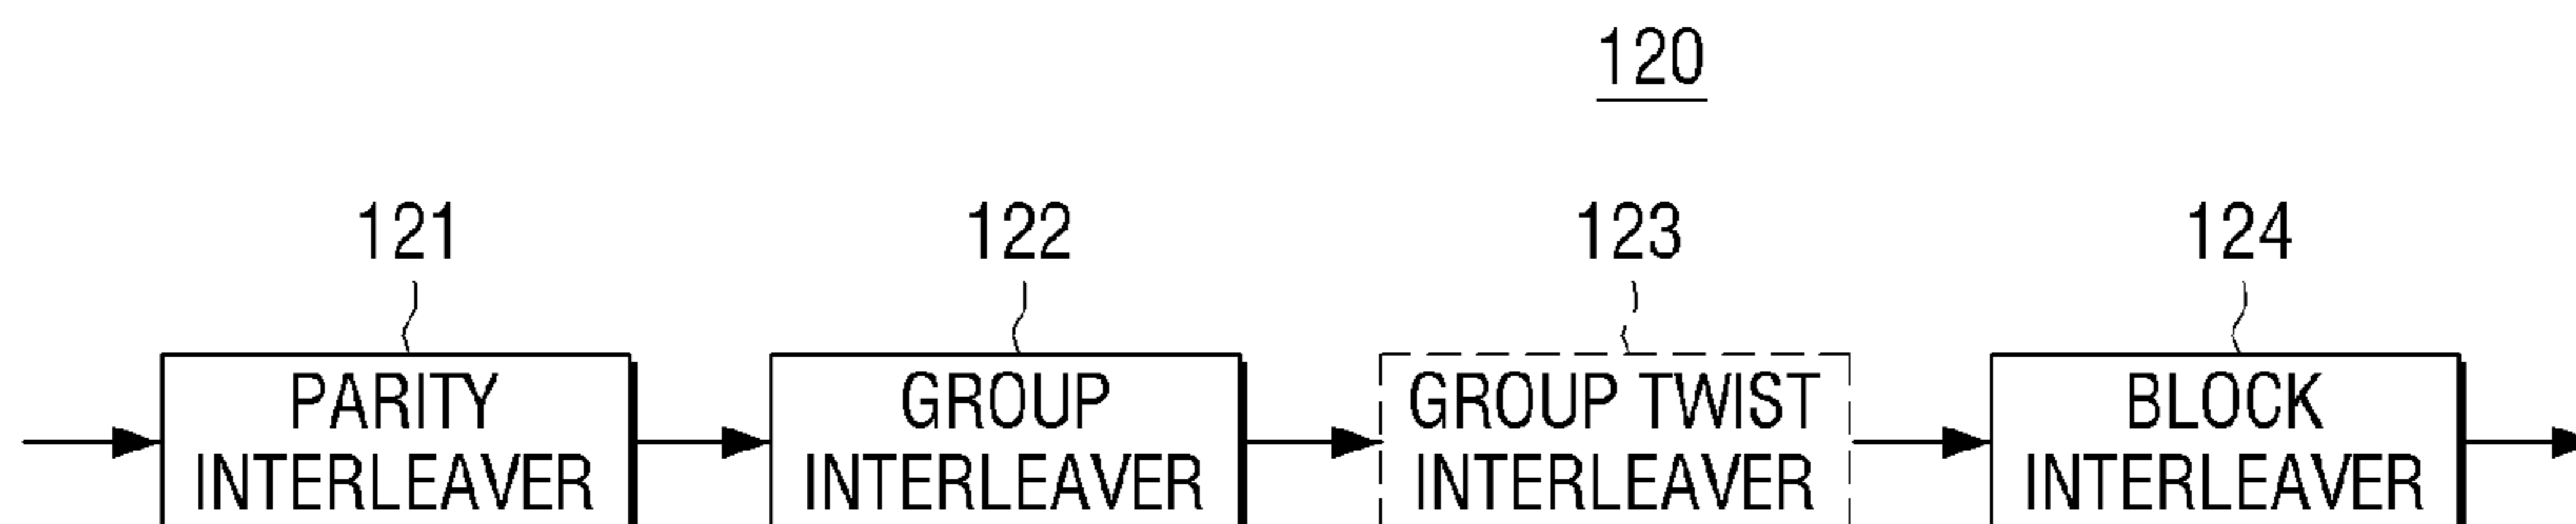 120
121
122
123
124
PARITY
INTERLEAVER
GROUP
INTERLEAVER
GROUP TWIST
INTERLEAVER
BLOCK
INTERLEAVER